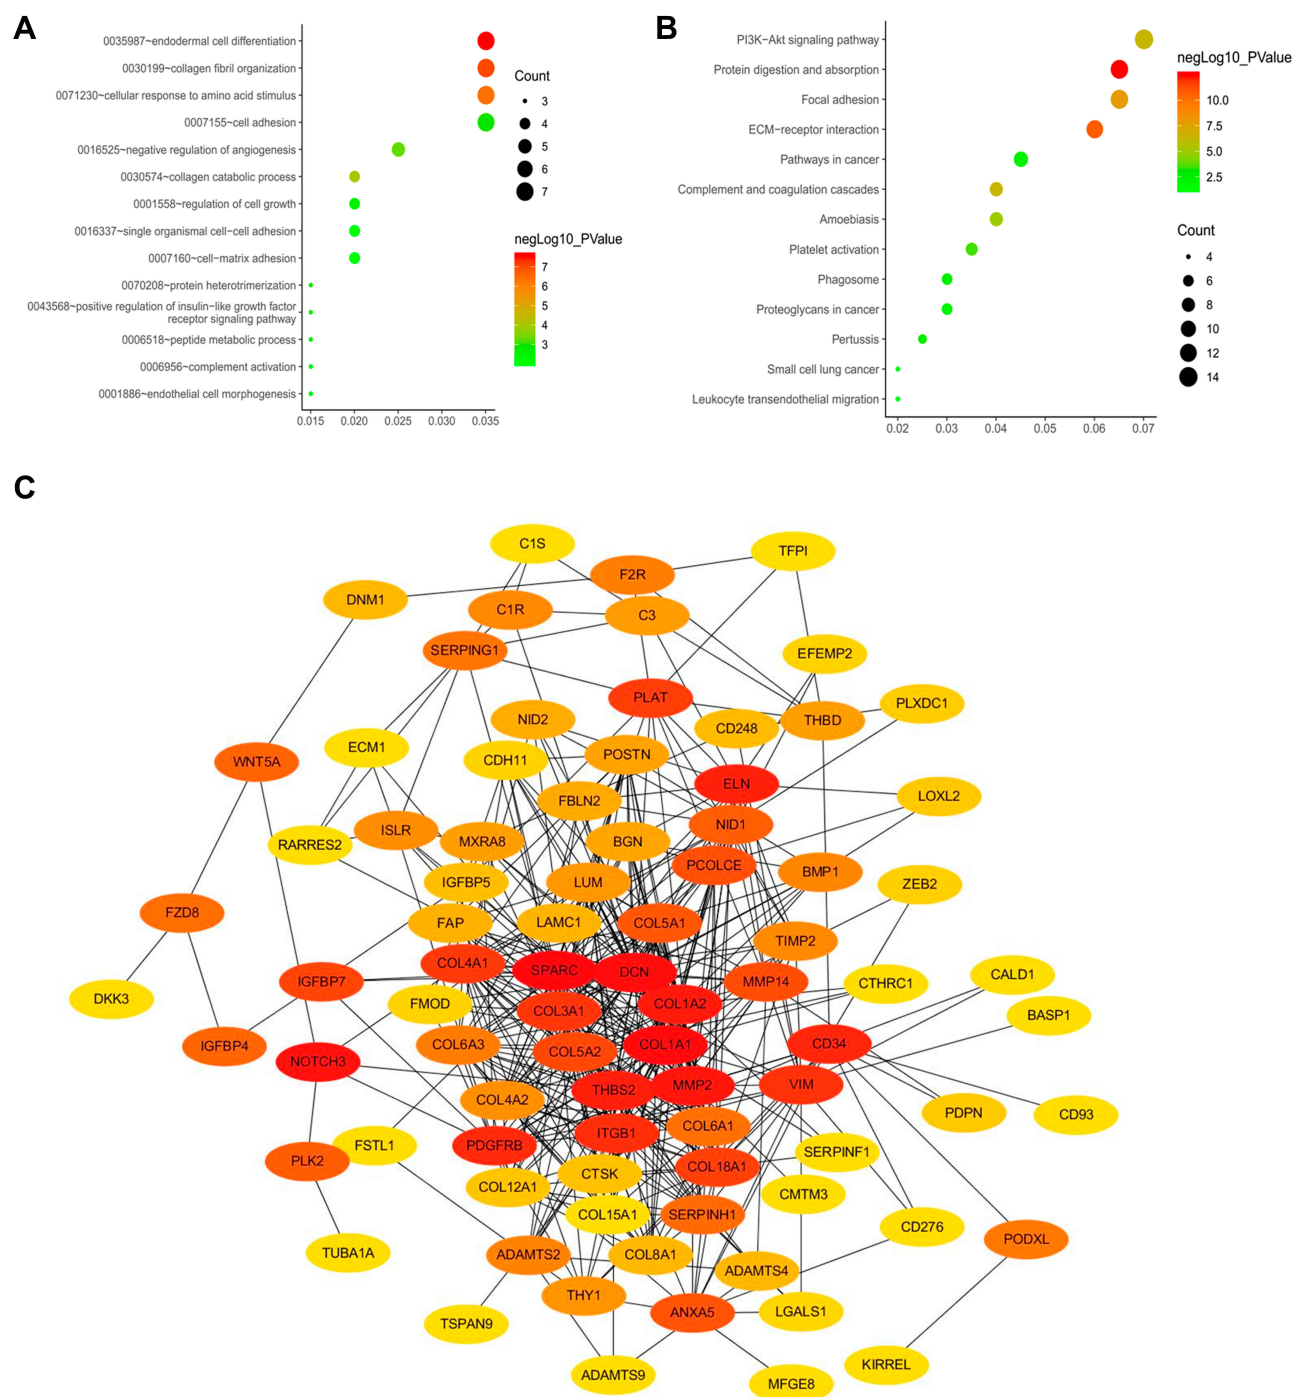 A
0035987~endodermal cell differentiation
0030199~collagen fibril organization
0071230~cellular response to amino acid stimulus
0007155~cell adhesion
0016525~negative regulation of angiogenesis
0030574~collagen catabolic process
0001558~regulation of cell growth
0016337~single organismal cell-cell adhesion
0007160~cell-matrix adhesion
0070208~protein heterotrimerization
0043568~positive regulation of insulin-like growth factor
receptor signaling pathway
0006518~peptide metabolic process
0006956~complement activation
0001886~endothelial cell morphogenesis
0.015 0.020 0.025 0.030 0.035
Count
3
4
5
6
7
negLog10_PValue
7
6
5
4
3
B
PI3K−Akt signaling pathway
Protein digestion and absorption
Focal adhesion
ECM−receptor interaction
Pathways in cancer
Complement and coagulation cascades
Amoebiasis
Platelet activation
Phagosome
Proteoglycans in cancer
Pertussis
Small cell lung cancer
Leukocyte transendothelial migration
0.02 0.03 0.04 0.05 0.06 0.07
negLog10_PValue
10.0
7.5
5.0
2.5
Count
4
6
8
10
12
14
C
C1S
TFPI
F2R
DNM1
C1R
C3
SERPING1
EFEMP2
PLAT
PLXDC1
NID2
THBD
CD248
ECM1
POSTN
WNT5A
CDH11
ELN
LOXL2
FBLN2
NID1
ISLR
MXRA8
BGN
RARRES2
PCOLCE
BMP1
IGFBP5
LUM
ZEB2
FZD8
FAP
LAMC1
COL5A1
TIMP2
COL4A1
SPARC
DCN
IGFBP7
MMP14
CTHRC1
CALD1
DKK3
FMOD
COL3A1
COL1A2
BASP1
IGFBP4
COL6A3
COL5A2
COL1A1
CD34
NOTCH3
THBS2
MMP2
VIM
COL4A2
PDPN
CD93
COL6A1
ITGB1
PDGFRB
FSTL1
SERPINF1
PLK2
COL18A1
CTSK
COL12A1
CMTM3
COL15A1
SERPINH1
CD276
PODXL
TUBA1A
ADAMTS2
COL8A1
ADAMTS4
THY1
ANXA5
LGALS1
TSPAN9
KIRREL
ADAMTS9
MFGE8